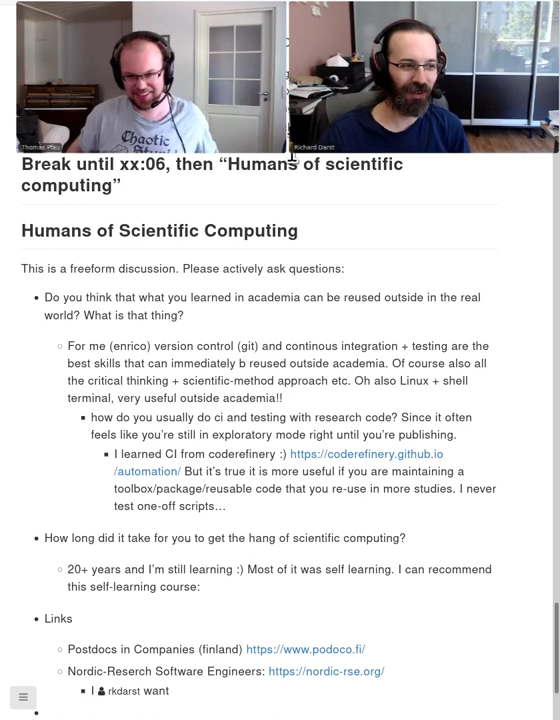 Chaotic
Thomas Pfau
Richard Darst
Break until xx:06, then “Humans of scientific
computing”
Humans of Scientific Computing
This is a freeform discussion. Please actively ask questions:
Do you think that what you learned in academia can be reused outside in the real
world? What is that thing?
For me (enrico) version control (git) and continous integration + testing are the
best skills that can immediately b reused outside academia. Of course also all
the critical thinking + scientific-method approach etc. Oh also Linux + shell
terminal, very useful outside academia!!
how do you usually do ci and testing with research code? Since it often
feels like you’re still in exploratory mode right until you’re publishing.
I learned CI from coderefinery :) https://coderefinery.github.io
/automation/ But it’s true it is more useful if you are maintaining a
toolbox/package/reusable code that you re-use in more studies. I never
test one-off scripts…
How long did it take for you to get the hang of scientific computing?
20+ years and I’m still learning :) Most of it was self learning. I can recommend
this self-learning course:
Links
Postdocs in Companies (finland) https://www.podoco.fi/
Nordic-Reserch Software Engineers: https://nordic-rse.org/
I rkdarst want